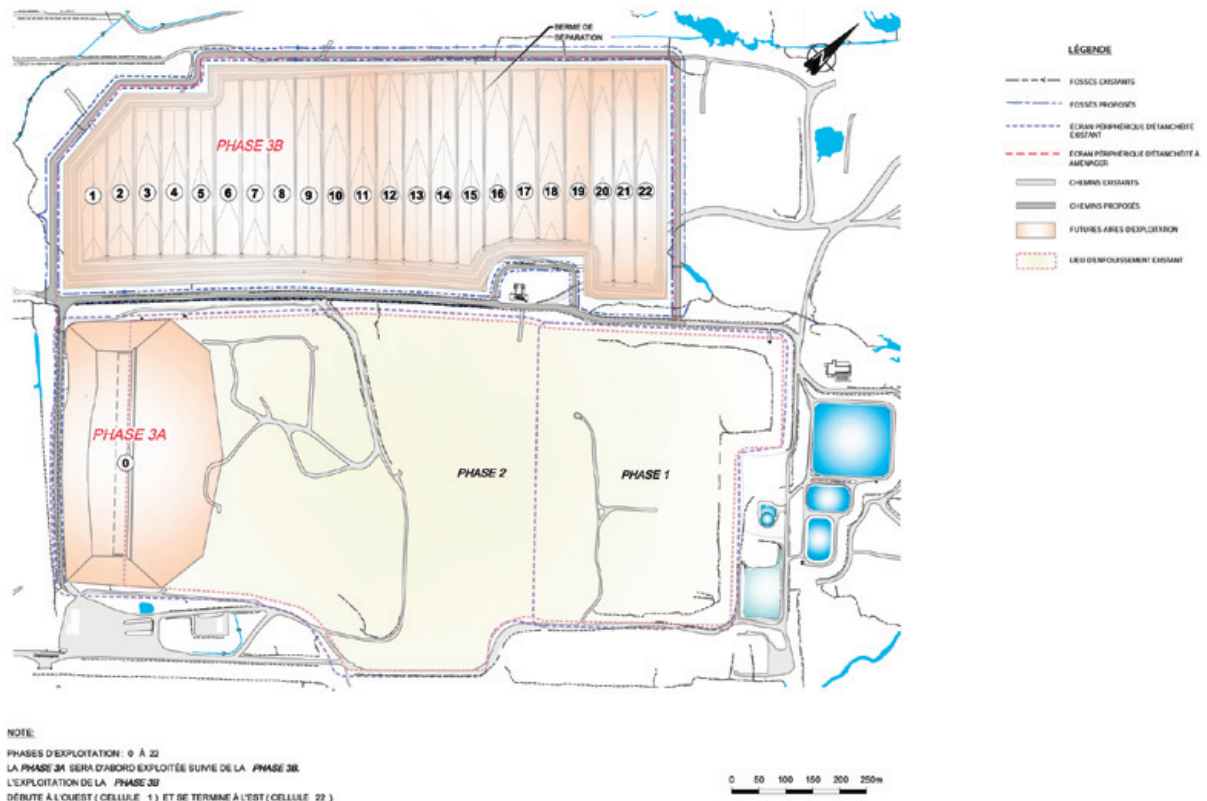 BERME DE
SÉPARATION
PHASE 3B
1 2 3 4 5 6 7 8 9 10 11 12 13 14 15 16 17 18 19 20 21 22
PHASE 3A
0
PHASE 2
PHASE 1
LÉGENDE
FOSSÉS EXISTANTS
FOSSÉS PROPOSÉS
ÉCRAN PÉRIPHÉRIQUE D'ÉTANCHÉITÉ
EXISTANT
ÉCRAN PÉRIPHÉRIQUE D'ÉTANCHÉITÉ À
AMÉNAGER
CHEMINS EXISTANTS
CHEMINS PROPOSÉS
FUTURES AIRES D'EXPLOITATION
LIEU D'ENFOUISSEMENT EXISTANT
NOTE:
PHASES D'EXPLOITATION : 0 À 22
LA PHASE 3A SERA D'ABORD EXPLOITÉE SUIVIE DE LA PHASE 3B.
L'EXPLOITATION DE LA PHASE 3B
DÉBUTE À L'OUEST ( CELLULE 1 ) ET SE TERMINE À L'EST ( CELLULE 22 )
0 50 100 150 200 250m